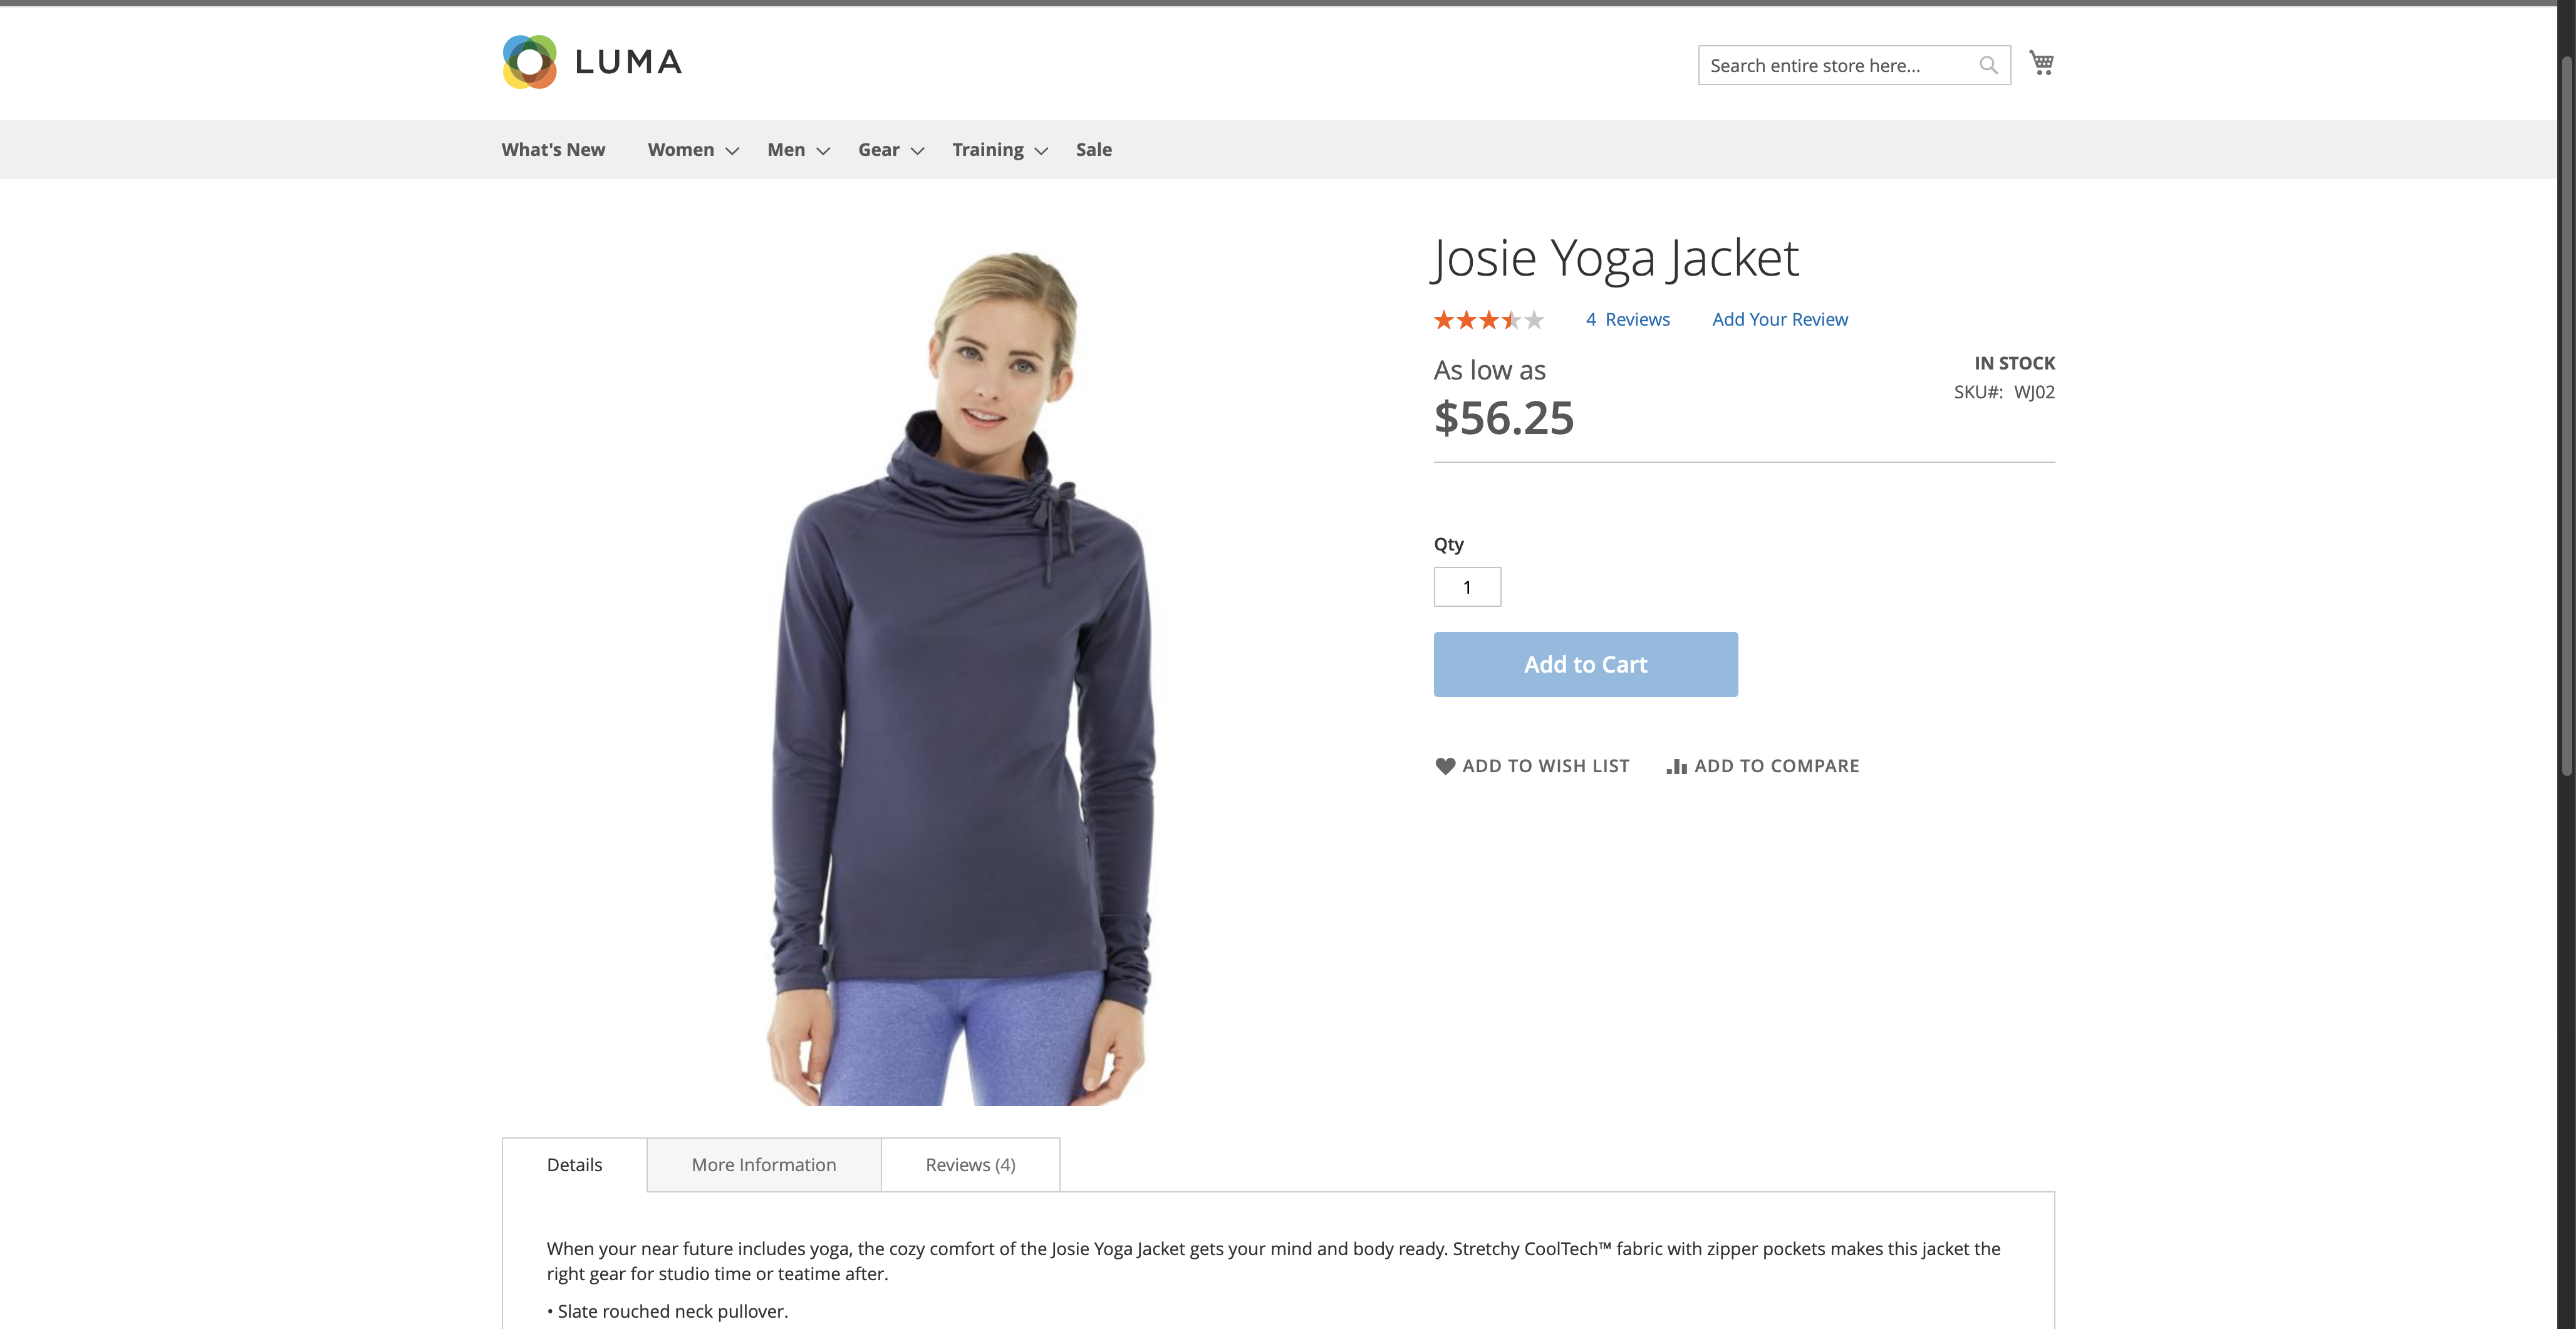 LUMA
Search entire store here...
What's New Women Men Gear Training Sale
Josie Yoga Jacket
4 Reviews Add Your Review
As low as
$56.25
IN STOCK
SKU#: WJ02
Qty
1
Add to Cart
ADD TO WISH LIST ADD TO COMPARE
Details More Information Reviews (4)
When your near future includes yoga, the cozy comfort of the Josie Yoga Jacket gets your mind and body ready. Stretchy CoolTech™ fabric with zipper pockets makes this jacket the
right gear for studio time or teatime after.
• Slate rouched neck pullover.